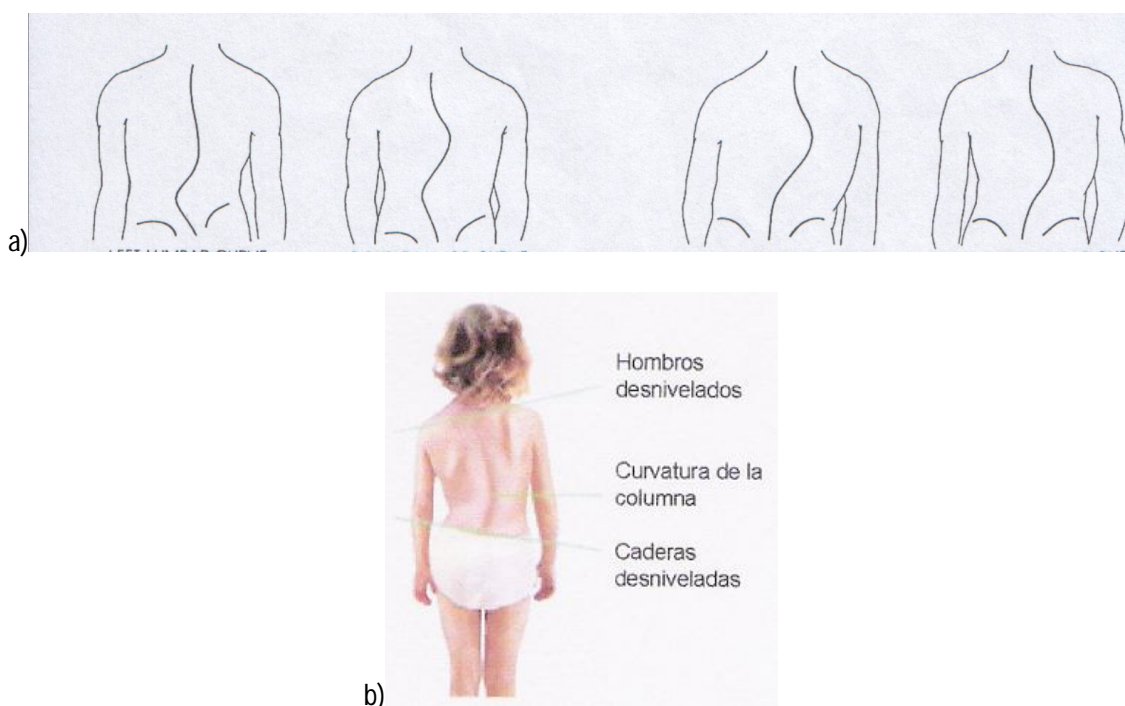 a)
Hombros
desnivelados
Curvatura de la
columna
Caderas
desniveladas
b)